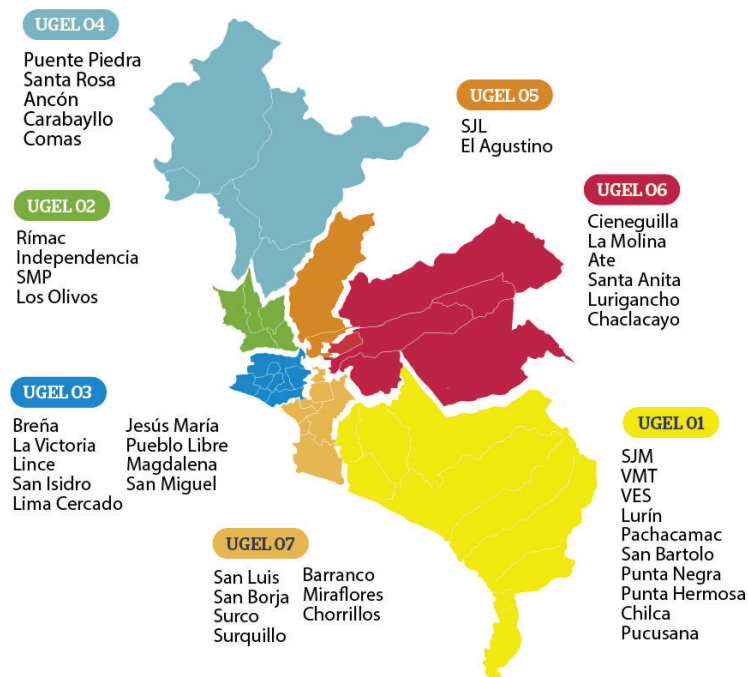 UGEL 04
Puente Piedra
Santa Rosa
Ancón
Carabayllo
Comas
UGEL 05
SJL
El Agustino
UGEL 06
Cieneguilla
La Molina
Ate
Santa Anita
Lurigancho
Chaclacayo
UGEL 02
Rímac
Independencia
SMP
Los Olivos
UGEL 03
Breña
La Victoria
Lince
San Isidro
Lima Cercado
Jesús María
Pueblo Libre
Magdalena
San Miguel
UGEL 01
SJM
VMT
VES
Lurín
Pachacamac
San Bartolo
Punta Negra
Punta Hermosa
Chilca
Pucusana
UGEL 07
San Luis
San Borja
Surco
Surquillo
Barranco
Miraflores
Chorrillos